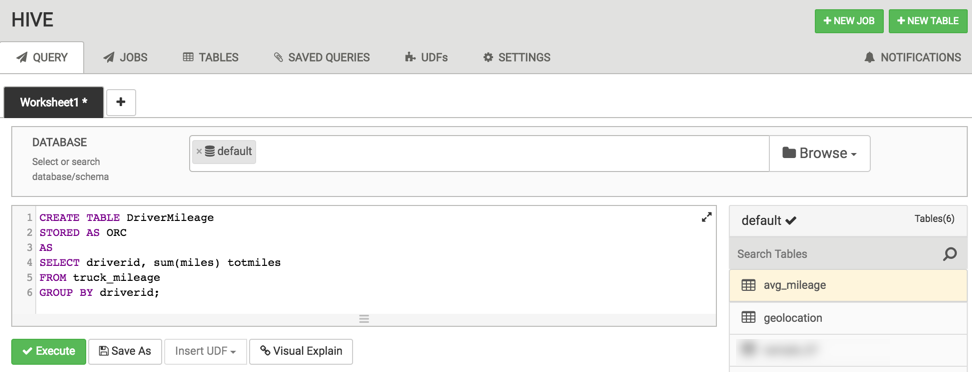 HIVE
+ NEW JOB
+ NEW TABLE
QUERY
JOBS
TABLES
SAVED QUERIES
UDFs
SETTINGS
NOTIFICATIONS
Worksheet1 *
+
DATABASE
Select or search
database/schema
× default
Browse
1 CREATE TABLE DriverMileage
2 STORED AS ORC
3 AS
4 SELECT driverid, sum(miles) totmiles
5 FROM truck_mileage
6 GROUP BY driverid;
default
Tables(6)
Search Tables
avg_mileage
geolocation
Execute
Save As
Insert UDF
Visual Explain